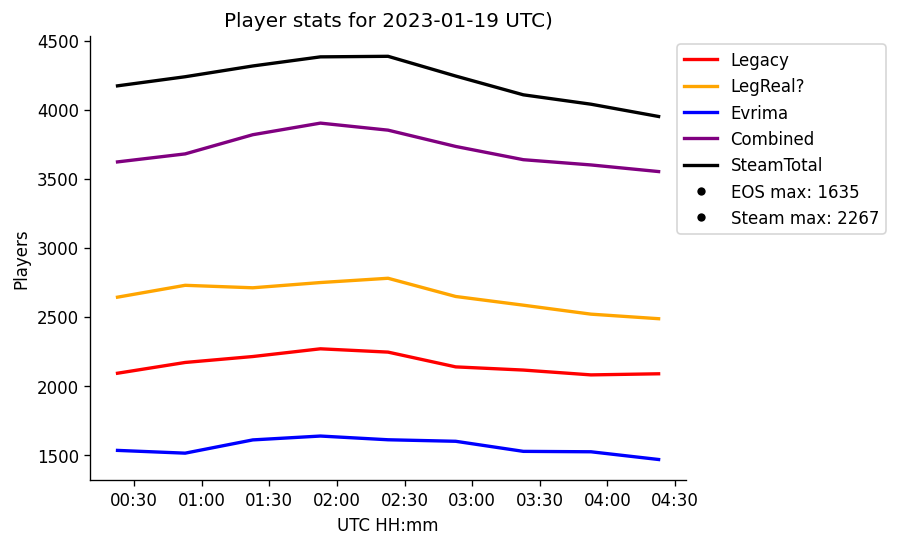 Player stats for 2023-01-19 UTC)
4500
4000
3500
3000
2500
2000
1500
Players
00:30 01:00 01:30 02:00 02:30 03:00 03:30 04:00 04:30
UTC HH:mm
Legacy
LegReal?
Evrima
Combined
SteamTotal
EOS max: 1635
Steam max: 2267